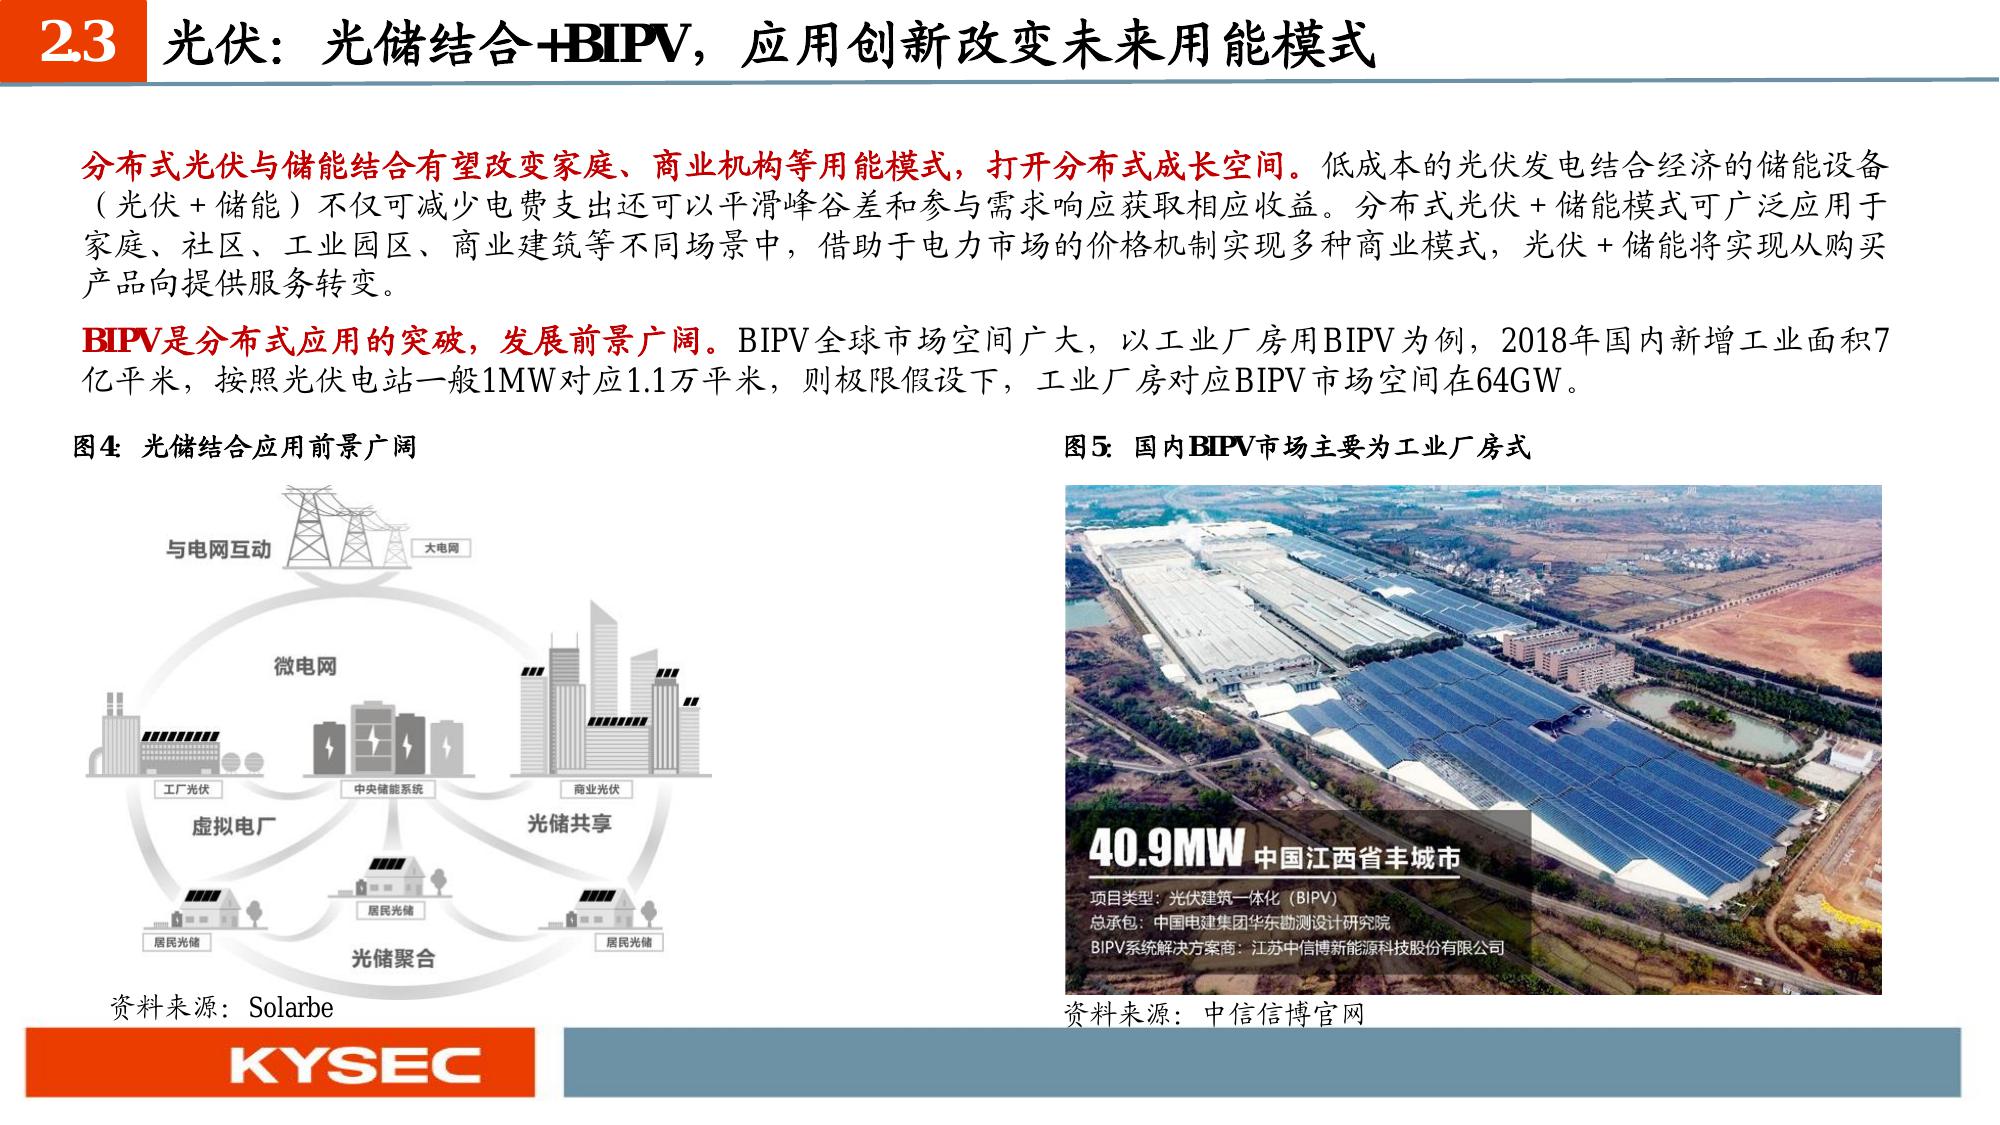 2.3 光伏：光储结合+BIPV，应用创新改变未来用能模式
分布式光伏与储能结合有望改变家庭、商业机构等用能模式，打开分布式成长空间。低成本的光伏发电结合经济的储能设备
（光伏+储能）不仅可减少电费支出还可以平滑峰谷差和参与需求响应获取相应收益。分布式光伏+储能模式可广泛应用于
家庭、社区、工业园区、商业建筑等不同场景中，借助于电力市场的价格机制实现多种商业模式，光伏+储能将实现从购买
产品向提供服务转变。
BIPV是分布式应用的突破，发展前景广阔。BIPV全球市场空间广大，以工业厂房用BIPV为例，2018年国内新增工业面积7
亿平米，按照光伏电站一般1MW对应1.1万平米，则极限假设下，工业厂房对应BIPV市场空间在64GW。
图4：光储结合应用前景广阔
与电网互动
大电网
微电网
工厂光伏
中央储能系统
商业光伏
虚拟电厂
光储共享
居民光储
居民光储
居民光储
光储聚合
资料来源：Solarbe
图5：国内BIPV市场主要为工业厂房式
40.9MW 中国江西省丰城市
项目类型：光伏建筑一体化（BIPV）
总承包：中国电建集团华东勘测设计研究院
BIPV系统解决方案商：江苏中信博新能源科技股份有限公司
资料来源：中信信博官网
KYSEC